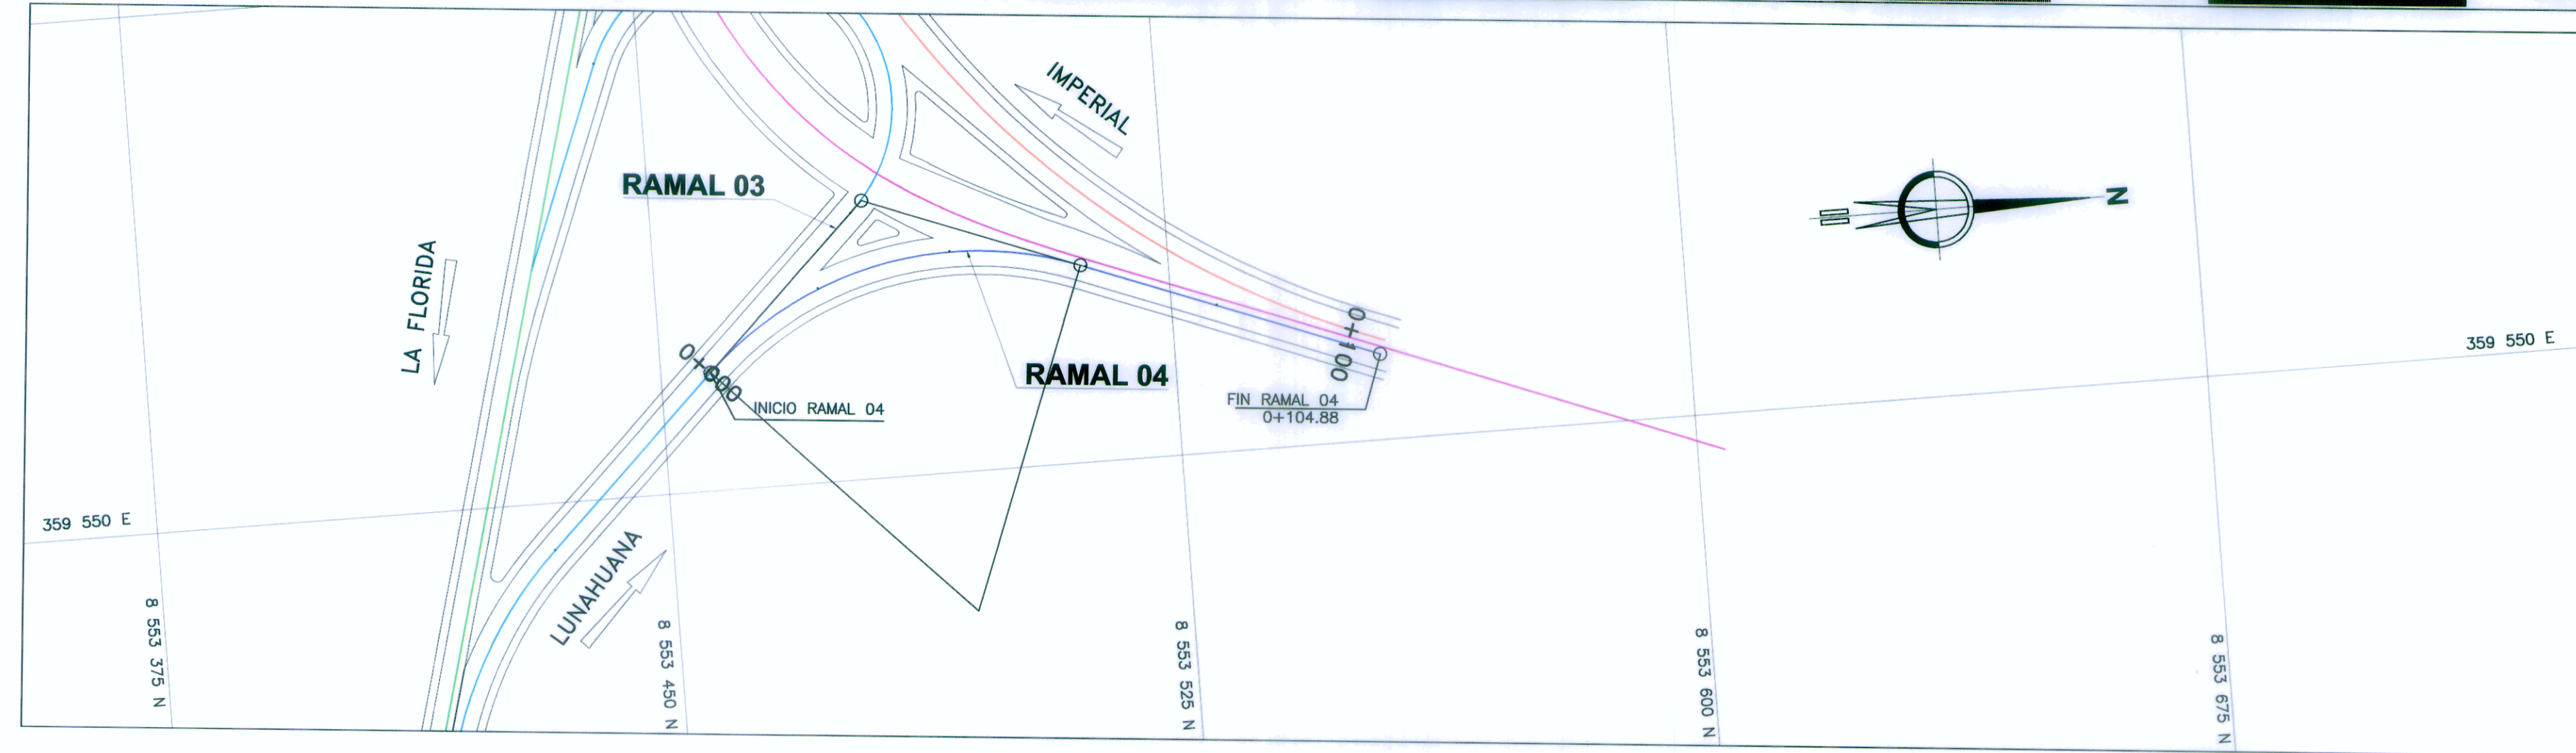 IMPERIAL
RAMAL 03
N
LA FLORIDA
0+000
INICIO RAMAL 04
RAMAL 04
0+100
FIN RAMAL 04
0+104.88
359 550 E
359 550 E
LUNAHUANA
8 553 375 N
8 553 450 N
8 553 525 N
8 553 600 N
8 553 675 N